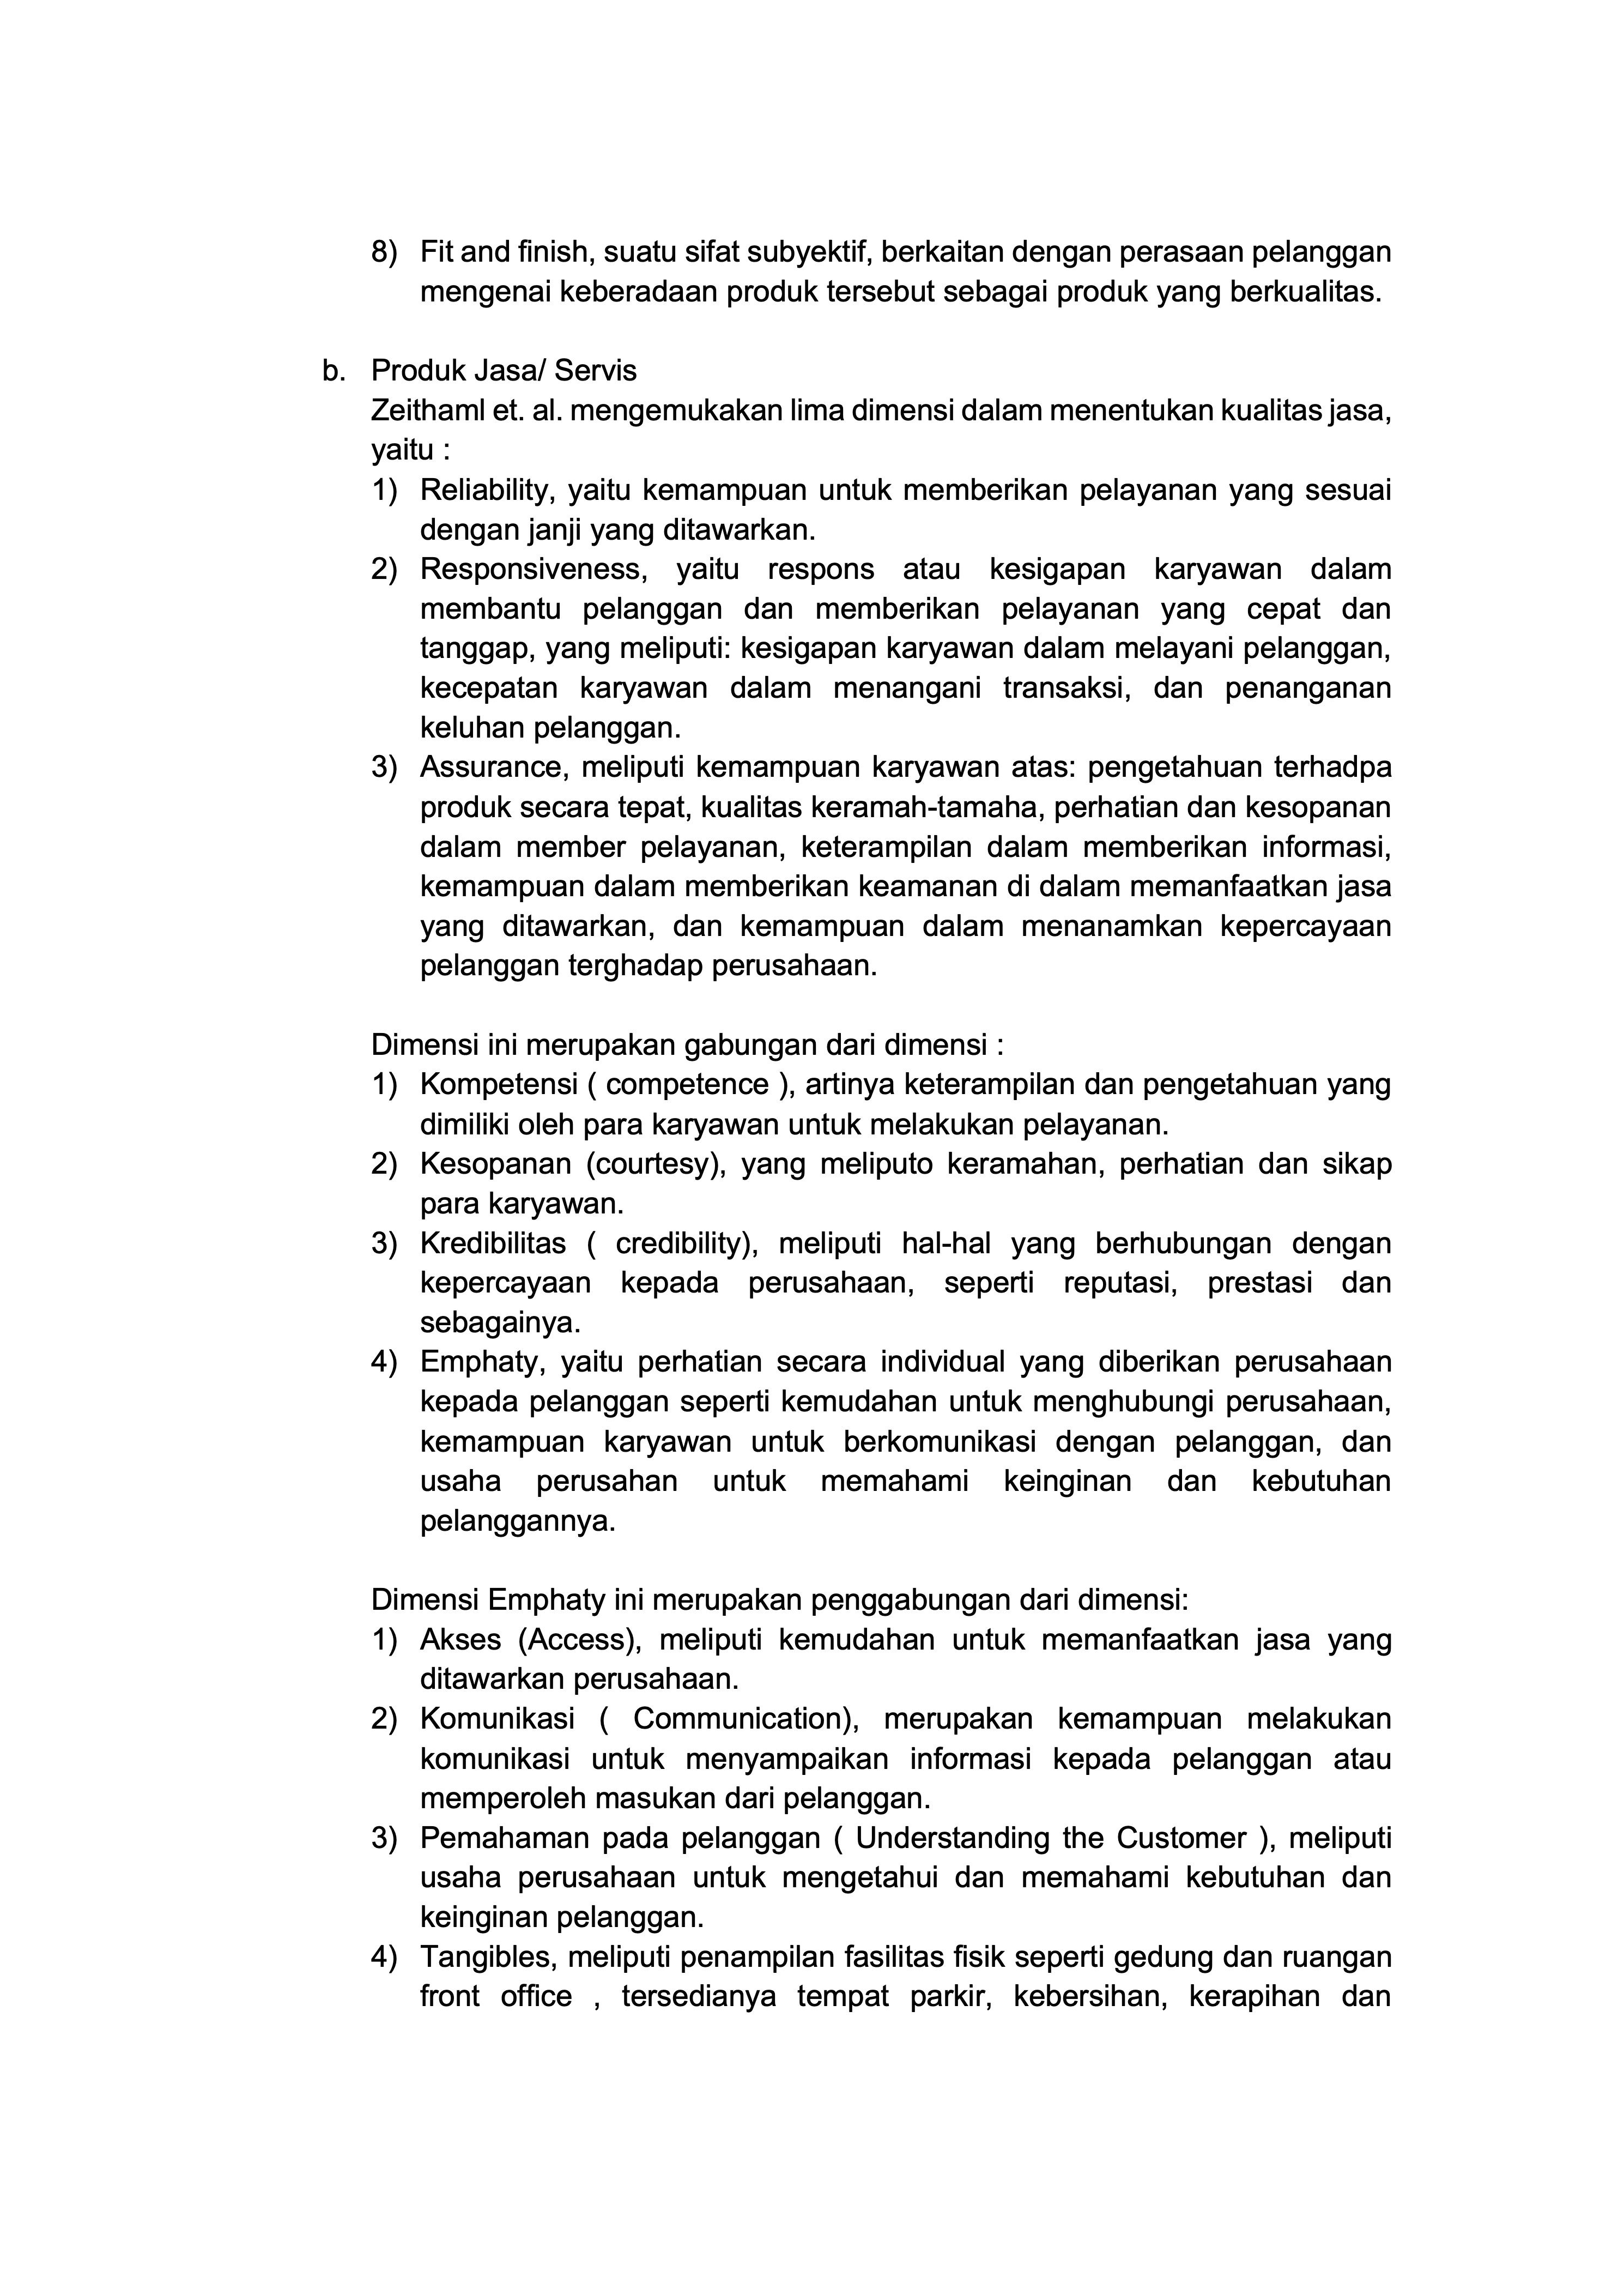 8) Fit and finish, suatu sifat subyektif, berkaitan dengan perasaan pelanggan
mengenai keberadaan produk tersebut sebagai produk yang berkualitas.
b. Produk Jasa/ Servis
Zeithaml et. al. mengemukakan lima dimensi dalam menentukan kualitas jasa,
yaitu :
1) Reliability, yaitu kemampuan untuk memberikan pelayanan yang sesuai
dengan janji yang ditawarkan.
2) Responsiveness, yaitu respons atau kesigapan karyawan dalam
membantu pelanggan dan memberikan pelayanan yang cepat dan
tanggap, yang meliputi: kesigapan karyawan dalam melayani pelanggan,
kecepatan karyawan dalam menangani transaksi, dan penanganan
keluhan pelanggan.
3) Assurance, meliputi kemampuan karyawan atas: pengetahuan terhadpa
produk secara tepat, kualitas keramah-tamaha, perhatian dan kesopanan
dalam member pelayanan, keterampilan dalam memberikan informasi,
kemampuan dalam memberikan keamanan di dalam memanfaatkan jasa
yang ditawarkan, dan kemampuan dalam menanamkan kepercayaan
pelanggan terghadap perusahaan.
Dimensi ini merupakan gabungan dari dimensi :
1) Kompetensi ( competence ), artinya keterampilan dan pengetahuan yang
dimiliki oleh para karyawan untuk melakukan pelayanan.
2) Kesopanan (courtesy), yang meliputo keramahan, perhatian dan sikap
para karyawan.
3) Kredibilitas ( credibility), meliputi hal-hal yang berhubungan dengan
kepercayaan kepada perusahaan, seperti reputasi, prestasi dan
sebagainya.
4) Emphaty, yaitu perhatian secara individual yang diberikan perusahaan
kepada pelanggan seperti kemudahan untuk menghubungi perusahaan,
kemampuan karyawan untuk berkomunikasi dengan pelanggan, dan
usaha perusahan untuk memahami keinginan dan kebutuhan
pelanggannya.
Dimensi Emphaty ini merupakan penggabungan dari dimensi:
1) Akses (Access), meliputi kemudahan untuk memanfaatkan jasa yang
ditawarkan perusahaan.
2) Komunikasi ( Communication), merupakan kemampuan melakukan
komunikasi untuk menyampaikan informasi kepada pelanggan atau
memperoleh masukan dari pelanggan.
3) Pemahaman pada pelanggan ( Understanding the Customer ), meliputi
usaha perusahaan untuk mengetahui dan memahami kebutuhan dan
keinginan pelanggan.
4) Tangibles, meliputi penampilan fasilitas fisik seperti gedung dan ruangan
front office , tersedianya tempat parkir, kebersihan, kerapihan dan